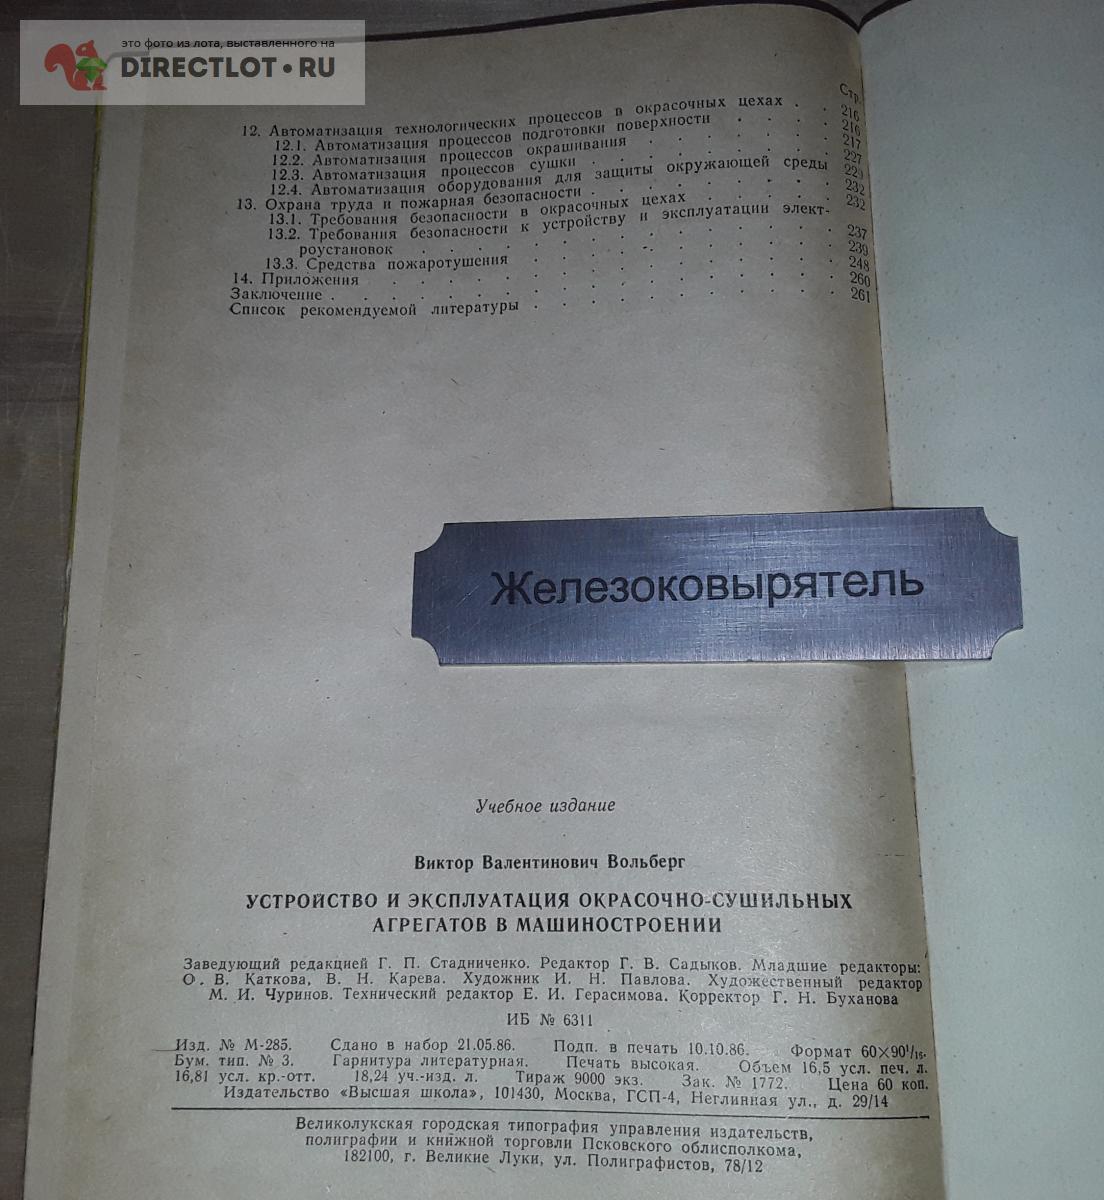 это фото из лота, выставленного на
DIRECTLOT•RU
Стр.
12. Автоматизация технологических процессов в окрасочных цехах . . 216
12.1. Автоматизация процессов подготовки поверхности . . . . 216
12.2. Автоматизация процессов окрашивания . . . . . . 217
12.3. Автоматизация процессов сушки . . . . . . . . 227
12.4. Автоматизация оборудования для защиты окружающей среды 229
13. Охрана труда и пожарная безопасности . . . . . . . . 232
13.1. Требования безопасности в окрасочных цехах . . . . . 232
13.2. Требования безопасности к устройству и эксплуатации элект-
роустановок . . . . . . . . . . . . . . 237
13.3. Средства пожаротушения . . . . . . . . . . . 239
14. Приложения . . . . . . . . . . . . . . . 248
Заключение . . . . . . . . . . . . . . . . . 260
Список рекомендуемой литературы . . . . . . . . . . . 261
Железоковырятель
Учебное издание
Виктор Валентинович Вольберг
УСТРОЙСТВО И ЭКСПЛУАТАЦИЯ ОКРАСОЧНО-СУШИЛЬНЫХ
АГРЕГАТОВ В МАШИНОСТРОЕНИИ
Заведующий редакцией Г. П. Стадниченко. Редактор Г. В. Садыков. Младшие редакторы:
О. В. Каткова, В. Н. Карева. Художник И. Н. Павлова. Художественный редактор
М. И. Чуринов. Технический редактор Е. И. Герасимова. Корректор Г. Н. Буханова
ИБ № 6311
Изд. № М-285. Сдано в набор 21.05.86. Подп. в печать 10.10.86. Формат 60×90¹/₁₆.
Бум. тип. № 3. Гарнитура литературная. Печать высокая. Объем 16,5 усл. печ. л.
16,81 усл. кр.-отт. 18,24 уч.-изд. л. Тираж 9000 экз. Зак. № 1772. Цена 60 коп.
Издательство «Высшая школа», 101430, Москва, ГСП-4, Неглинная ул., д. 29/14
Великолукская городская типография управления издательств,
полиграфии и книжной торговли Псковского облисполкома,
182100, г. Великие Луки, ул. Полиграфистов, 78/12